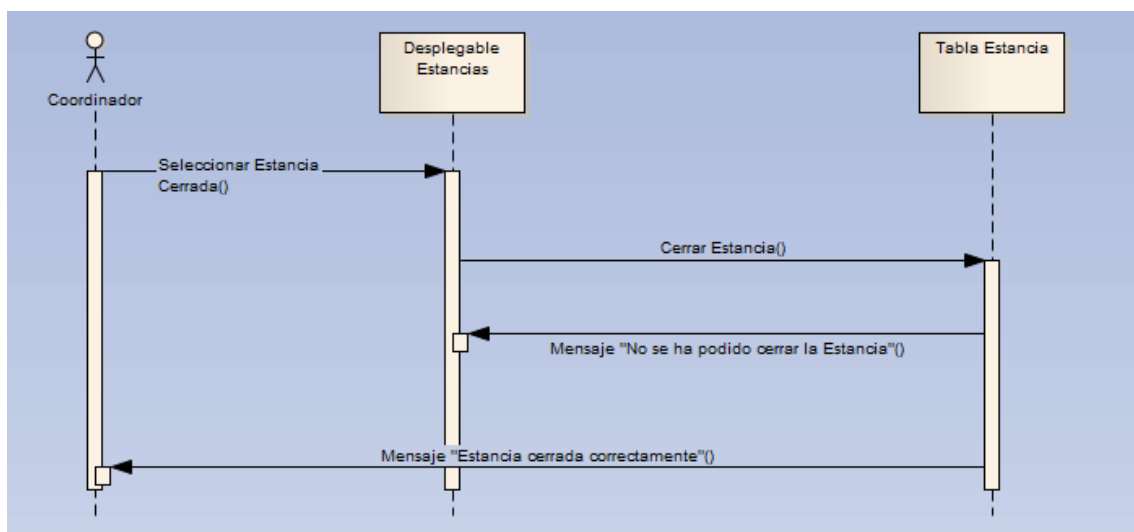 Coordinador
Desplegable
Estancias
Tabla Estancia
Seleccionar Estancia
Cerrada()
Cerrar Estancia()
Mensaje "No se ha podido cerrar la Estancia"()
Mensaje "Estancia cerrada correctamente"()